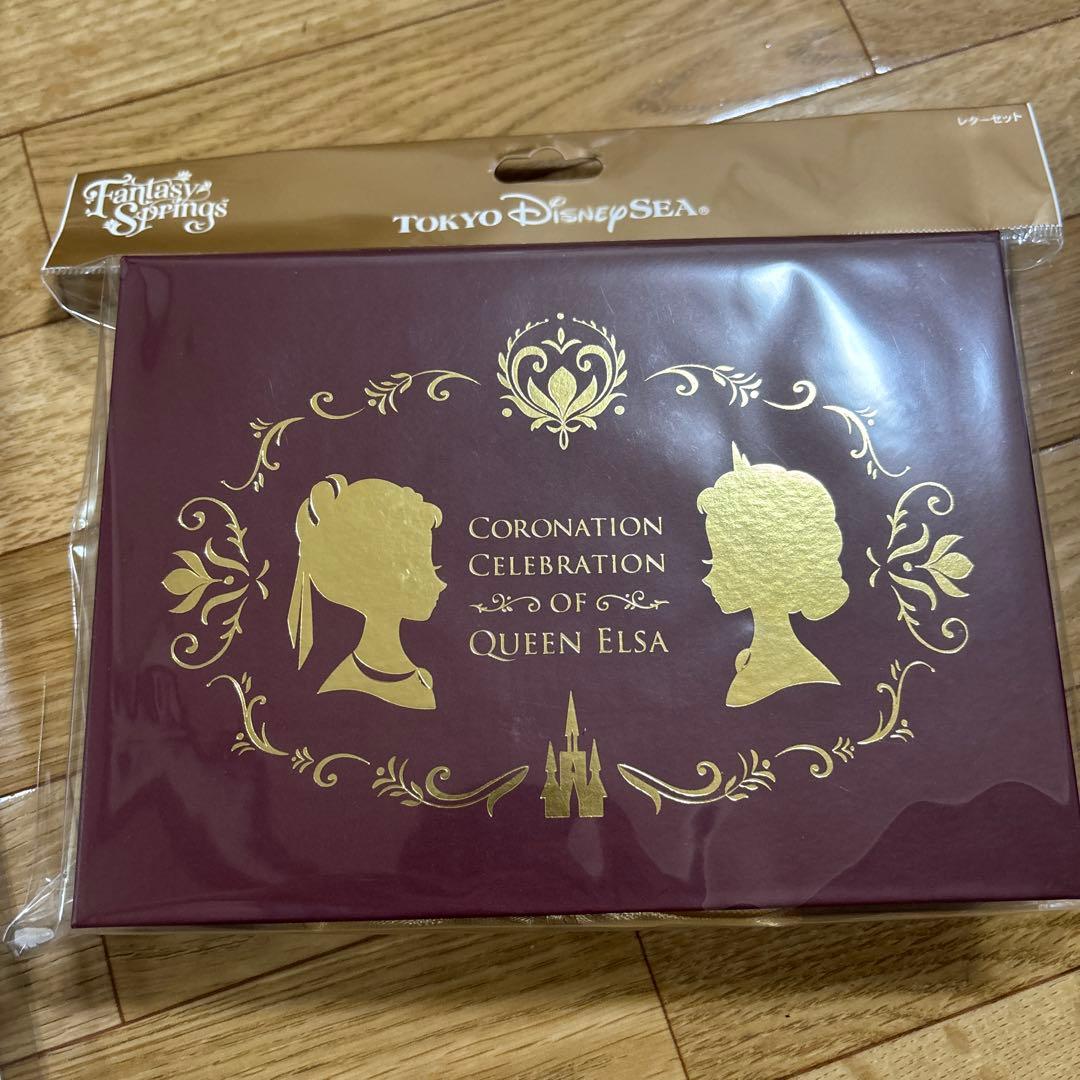 レターセット
Fantasy
Springs
TOKYO DISNEYSEA®
CORONATION
CELEBRATION
OF
QUEEN ELSA